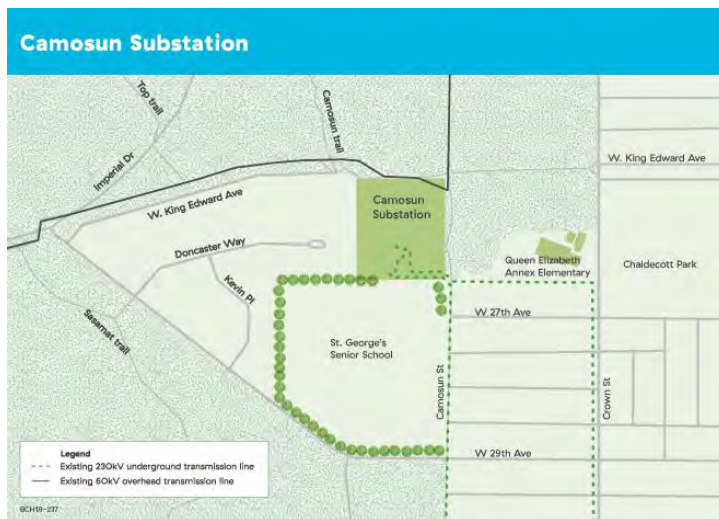 Camosun Substation
Top trail
Camosun trail
Imperial Dr
W. King Edward Ave
W. King Edward Ave
Camosun
Substation
Doncaster Way
Queen Elizabeth
Annex Elementary
Chaldecott Park
Kevin Pl
Sasamat trail
W 27th Ave
St. George's
Senior School
Camosun St
Crown St
W 29th Ave
Legend
Existing 230kV underground transmission line
Existing 60kV overhead transmission line
BCH18-237